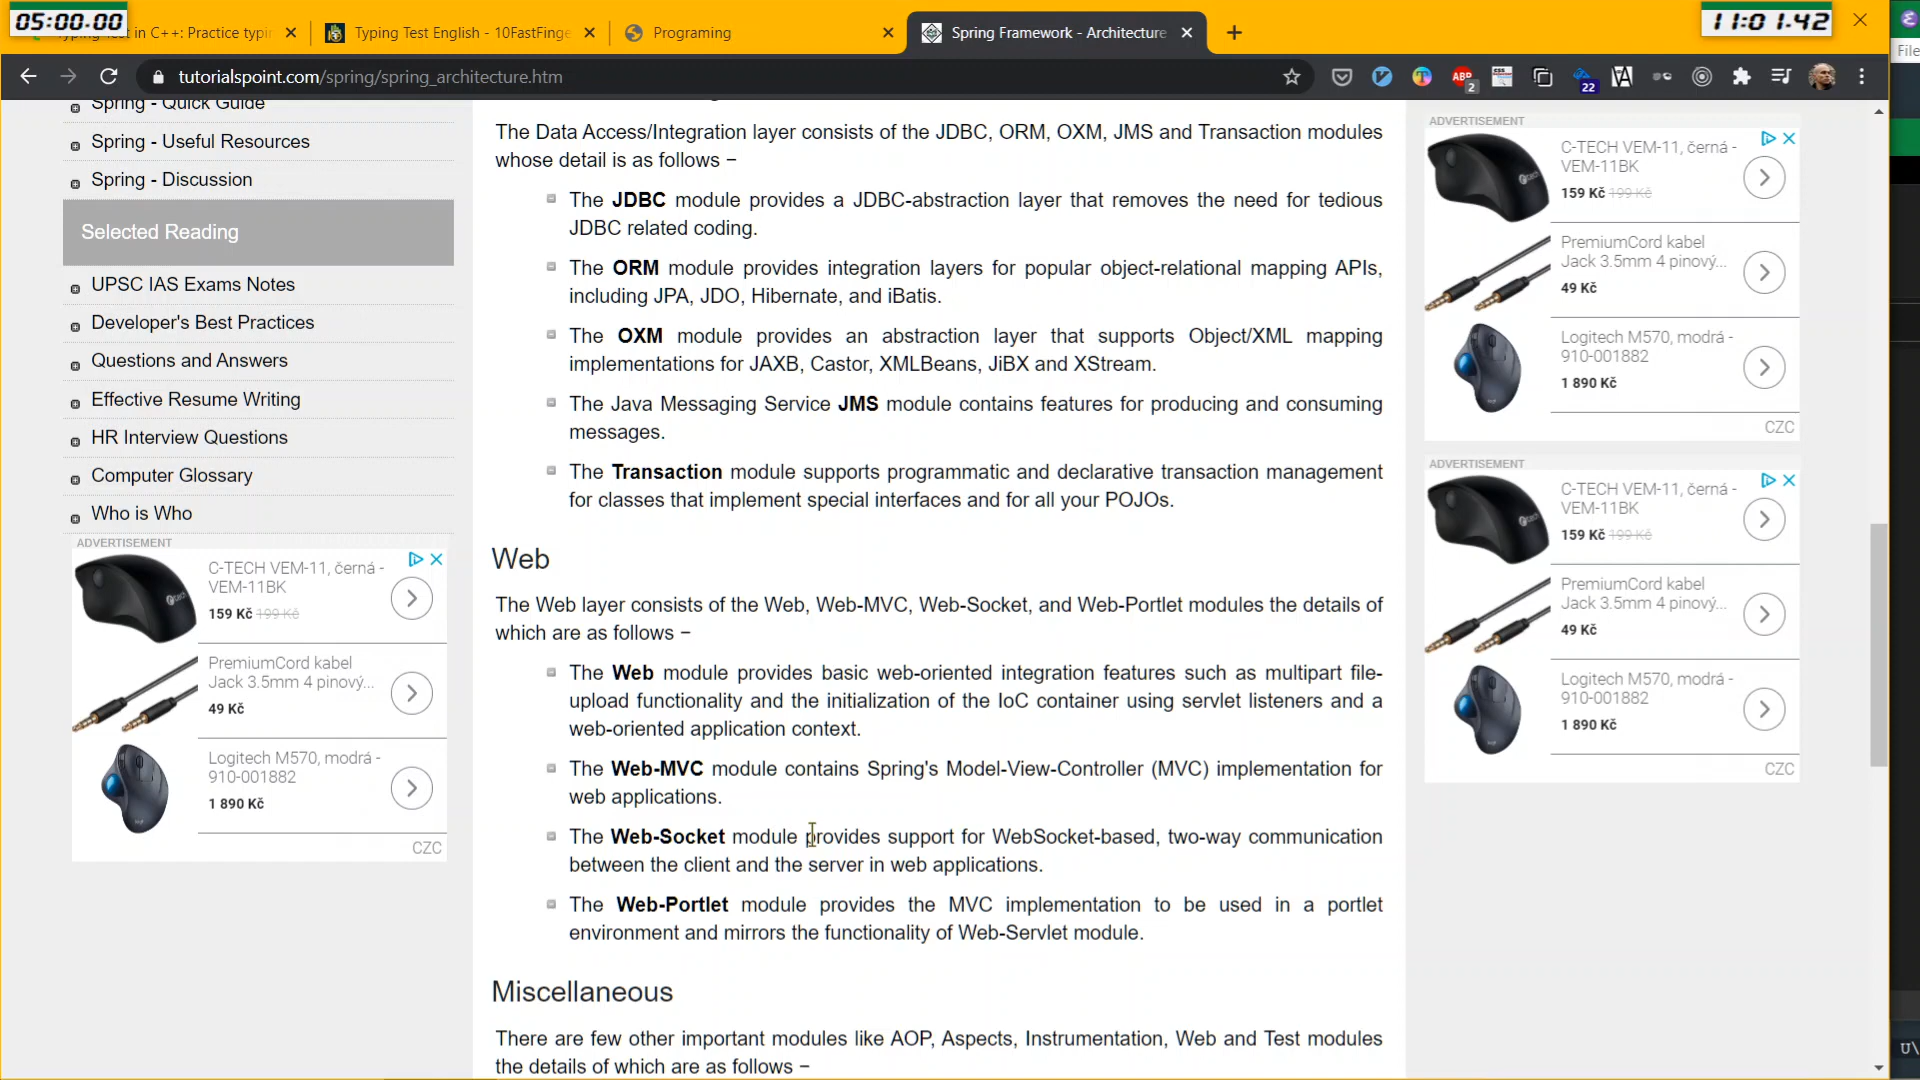 05:00.00
in C++: Practice typi
Typing Test English - 10FastFinge
Programing
Spring Framework - Architecture
11:01.42
File
tutorialspoint.com/spring/spring_architecture.htm
ABP
2
22
Spring - Quick Guide
Spring - Useful Resources
Spring - Discussion
Selected Reading
UPSC IAS Exams Notes
Developer's Best Practices
Questions and Answers
Effective Resume Writing
HR Interview Questions
Computer Glossary
Who is Who
ADVERTISEMENT
C-TECH VEM-11, černá -
VEM-11BK
159 Kč 199 Kč
PremiumCord kabel
Jack 3.5mm 4 pinový...
49 Kč
Logitech M570, modrá -
910-001882
1 890 Kč
CZC
The Data Access/Integration layer consists of the JDBC, ORM, OXM, JMS and Transaction modules
whose detail is as follows −
The JDBC module provides a JDBC-abstraction layer that removes the need for tedious
JDBC related coding.
The ORM module provides integration layers for popular object-relational mapping APIs,
including JPA, JDO, Hibernate, and iBatis.
The OXM module provides an abstraction layer that supports Object/XML mapping
implementations for JAXB, Castor, XMLBeans, JiBX and XStream.
The Java Messaging Service JMS module contains features for producing and consuming
messages.
The Transaction module supports programmatic and declarative transaction management
for classes that implement special interfaces and for all your POJOs.
Web
The Web layer consists of the Web, Web-MVC, Web-Socket, and Web-Portlet modules the details of
which are as follows −
The Web module provides basic web-oriented integration features such as multipart file-
upload functionality and the initialization of the IoC container using servlet listeners and a
web-oriented application context.
The Web-MVC module contains Spring's Model-View-Controller (MVC) implementation for
web applications.
The Web-Socket module provides support for WebSocket-based, two-way communication
between the client and the server in web applications.
The Web-Portlet module provides the MVC implementation to be used in a portlet
environment and mirrors the functionality of Web-Servlet module.
Miscellaneous
There are few other important modules like AOP, Aspects, Instrumentation, Web and Test modules
the details of which are as follows −
ADVERTISEMENT
C-TECH VEM-11, černá -
VEM-11BK
159 Kč 199 Kč
PremiumCord kabel
Jack 3.5mm 4 pinový...
49 Kč
Logitech M570, modrá -
910-001882
1 890 Kč
CZC
ADVERTISEMENT
C-TECH VEM-11, černá -
VEM-11BK
159 Kč 199 Kč
PremiumCord kabel
Jack 3.5mm 4 pinový...
49 Kč
Logitech M570, modrá -
910-001882
1 890 Kč
CZC
U\